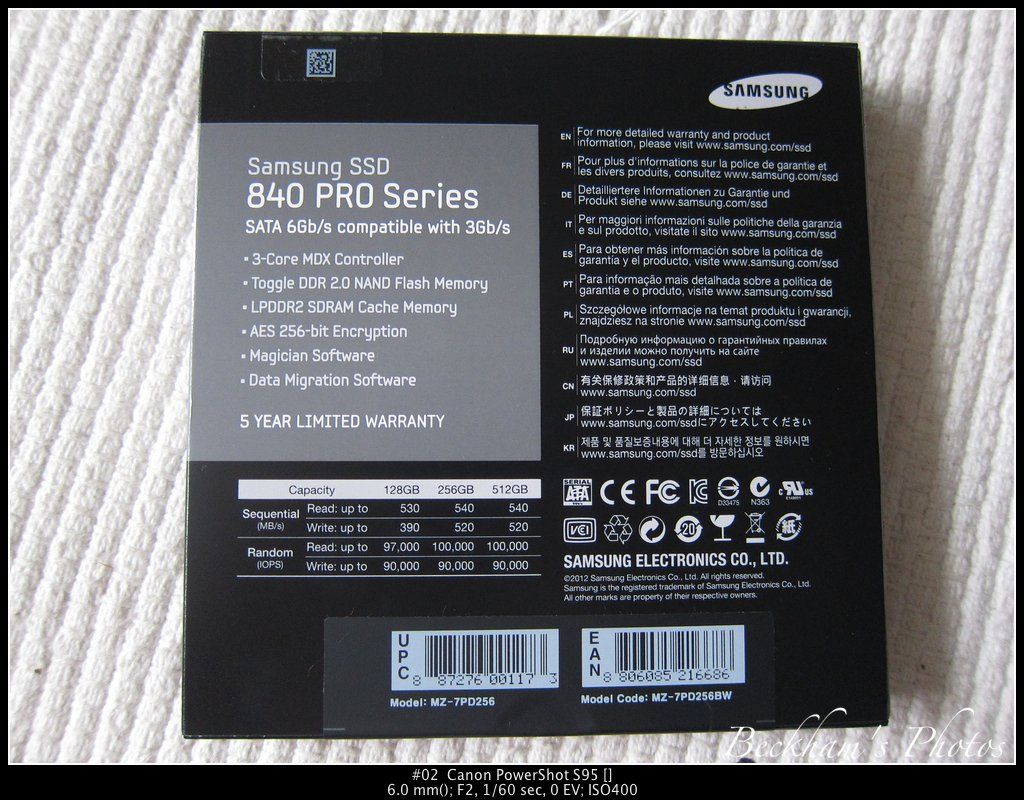 SAMSUNG
Samsung SSD
840 PRO Series
SATA 6Gb/s compatible with 3Gb/s
3-Core MDX Controller
Toggle DDR 2.0 NAND Flash Memory
LPDDR2 SDRAM Cache Memory
AES 256-bit Encryption
Magician Software
Data Migration Software
5 YEAR LIMITED WARRANTY
EN For more detailed warranty and product
information, please visit www.samsung.com/ssd
FR Pour plus d'informations sur la police de garantie et
les divers produits, consultez www.samsung.com/ssd
DE Detailliertere Informationen zu Garantie und
Produkt siehe www.samsung.com/ssd
IT Per maggiori informazioni sulle politiche della garanzia
e sul prodotto, visitate il sito www.samsung.com/ssd
ES Para obtener más información sobre la política de
garantía y el producto, visite www.samsung.com/ssd
PT Para informação mais detalhada sobre a política de
garantia e o produto, visite www.samsung.com/ssd
PL Szczegółowe informacje na temat produktu i gwarancji,
znajdziesz na stronie www.samsung.com/ssd
RU Подробную информацию о гарантийных правилах
и изделии можно получить на сайте
www.samsung.com/ssd
CN 有关保修政策和产品的详细信息，请访问
www.samsung.com/ssd
JP 保証ポリシーと製品の詳細については
www.samsung.com/ssdにアクセスしてください
KR 제품 및 품질보증내용에 대해 더 자세한 정보를 원하시면
www.samsung.com/ssd를 방문하십시오
Capacity 128GB 256GB 512GB
Sequential (MB/s) Read: up to 530 540 540
Write: up to 390 520 520
Random (IOPS) Read: up to 97,000 100,000 100,000
Write: up to 90,000 90,000 90,000
SERIAL ATA CE FC D33475 N363 c RU us
VCI 20 紙
SAMSUNG ELECTRONICS CO., LTD.
©2012 Samsung Electronics Co., Ltd. All rights reserved.
Samsung is the registered trademark of Samsung Electronics Co., Ltd.
All other marks are property of their respective owners.
UPC 8 87276 00117 3
Model: MZ-7PD256
EAN 8 806085 216686
Model Code: MZ-7PD256BW
Beckham's Photos
#02 Canon PowerShot S95 []
6.0 mm(); F2, 1/60 sec, 0 EV; ISO400